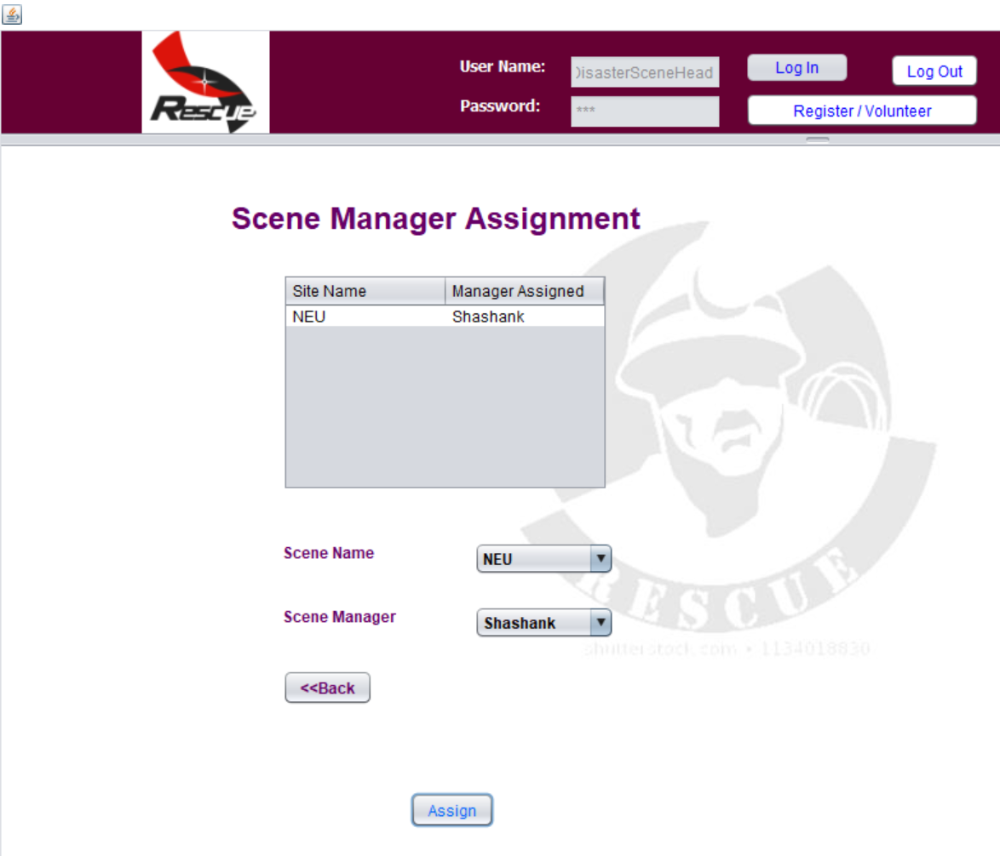 User Name:
DisasterSceneHead
Log In
Log Out
Rescue
Password:
***
Register / Volunteer
Scene Manager Assignment
Site Name Manager Assigned
NEU Shashank
Scene Name
NEU
Scene Manager
Shashank
RESCUE
shutterstock.com • 1134018830
<<Back
Assign